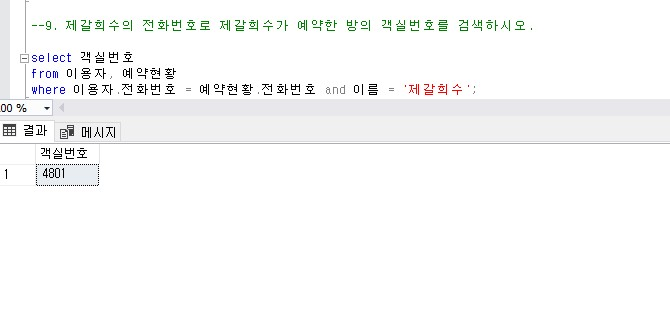 --9. 제갈희수의 전화번호로 제갈희수가 예약한 방의 객실번호를 검색하시오.
select 객실번호
from 이용자, 예약현황
where 이용자.전화번호 = 예약현황.전화번호 and 이름 = '제갈희수';
00 %
결과 메시지
객실번호
1 4801